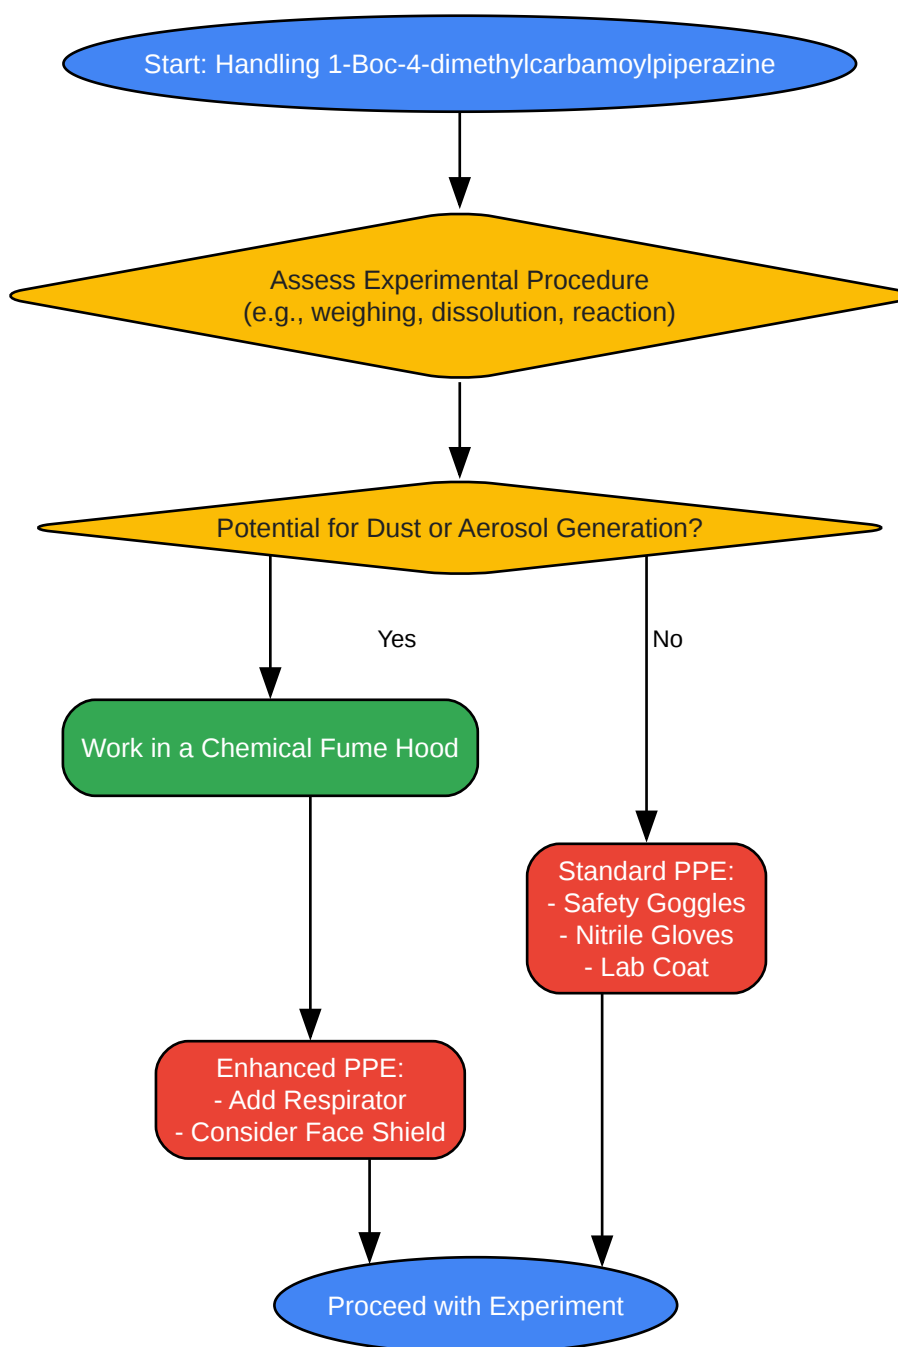 Start: Handling 1-Boc-4-dimethylcarbamoylpiperazine
Assess Experimental Procedure
(e.g., weighing, dissolution, reaction)
Potential for Dust or Aerosol Generation?
Yes
No
Work in a Chemical Fume Hood
Standard PPE:
- Safety Goggles
- Nitrile Gloves
- Lab Coat
Enhanced PPE:
- Add Respirator
- Consider Face Shield
Proceed with Experiment